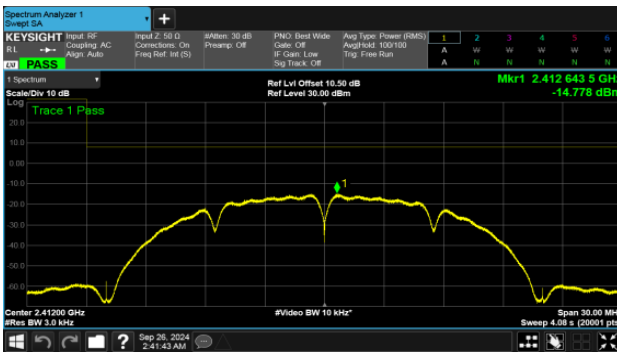 Spectrum Analyzer 1
Swept SA
+
KEYSIGHT Input: RF Input Z: 50 Ω #Atten: 30 dB PNO: Best Wide Avg Type: Power (RMS) 1 2 3 4 5 6
RL Coupling: AC Corrections: On Preamp: Off Gate: Off Avg|Hold: 100/100 A W W W W W
Align: Auto Freq Ref: Int (S) IF Gain: Low Trig: Free Run
LXI PASS Sig Track: Off A N N N N N
1 Spectrum Ref Lvl Offset 10.50 dB Mkr1 2.412 643 5 GHz
Scale/Div 10 dB Ref Level 30.00 dBm -14.778 dBm
Log
Trace 1 Pass
20.0
10.0
0.00
-10.0
1
-20.0
-30.0
-40.0
-50.0
-60.0
Center 2.41200 GHz #Video BW 10 kHz* Span 30.00 MH
#Res BW 3.0 kHz Sweep 4.08 s (20001 pts
? Sep 26, 2024
2:41:43 AM